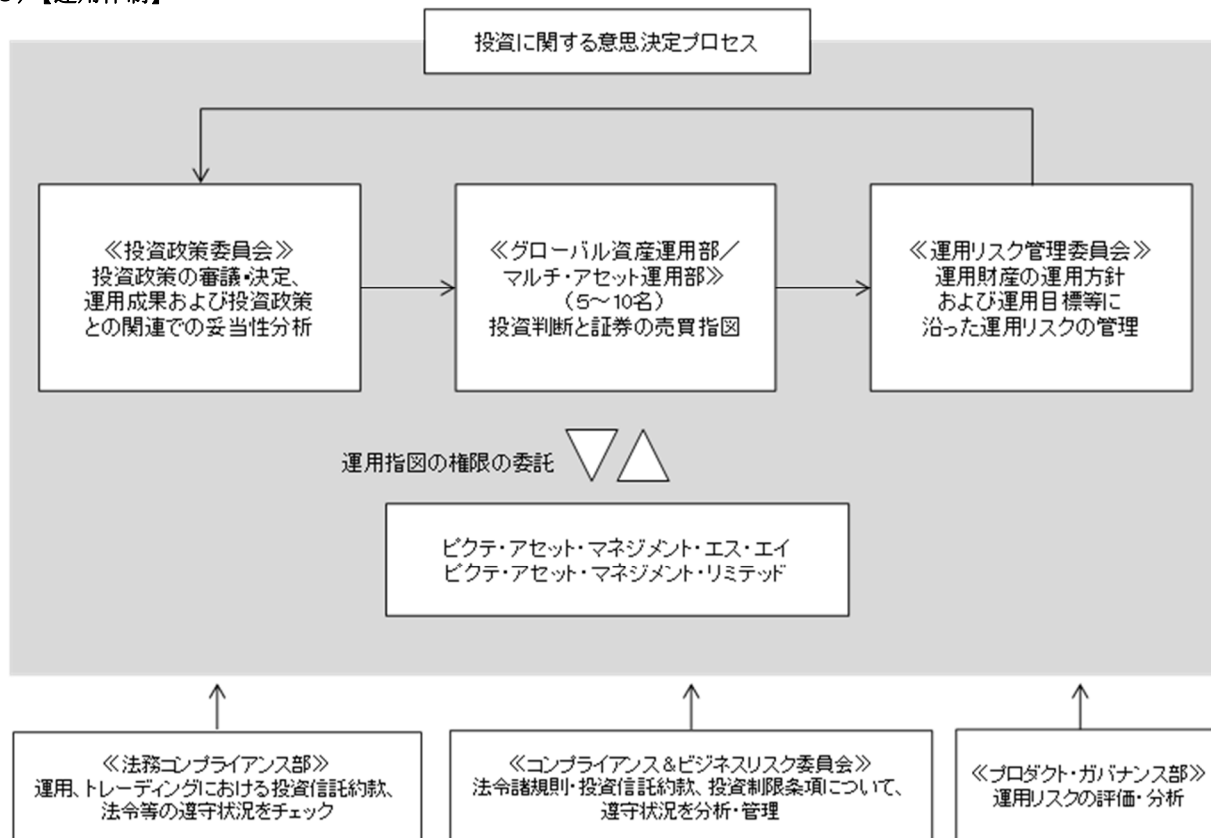 【運用体制】
投資に関する意思決定プロセス
≪投資政策委員会≫
投資政策の審議・決定、
運用成果および投資政策
との関連での妥当性分析
≪グローバル資産運用部/
マルチ・アセット運用部≫
(5~10名)
投資判断と証券の売買指図
≪運用リスク管理委員会≫
運用財産の運用方針
および運用目標等に
沿った運用リスクの管理
運用指図の権限の委託
ピクテ・アセット・マネジメント・エス・エイ
ピクテ・アセット・マネジメント・リミテッド
≪法務コンプライアンス部≫
運用、トレーディングにおける投資信託約款、
法令等の遵守状況をチェック
≪コンプライアンス&ビジネスリスク委員会≫
法令諸規則・投資信託約款、投資制限条項について、
遵守状況を分析・管理
≪プロダクト・ガバナンス部≫
運用リスクの評価・分析